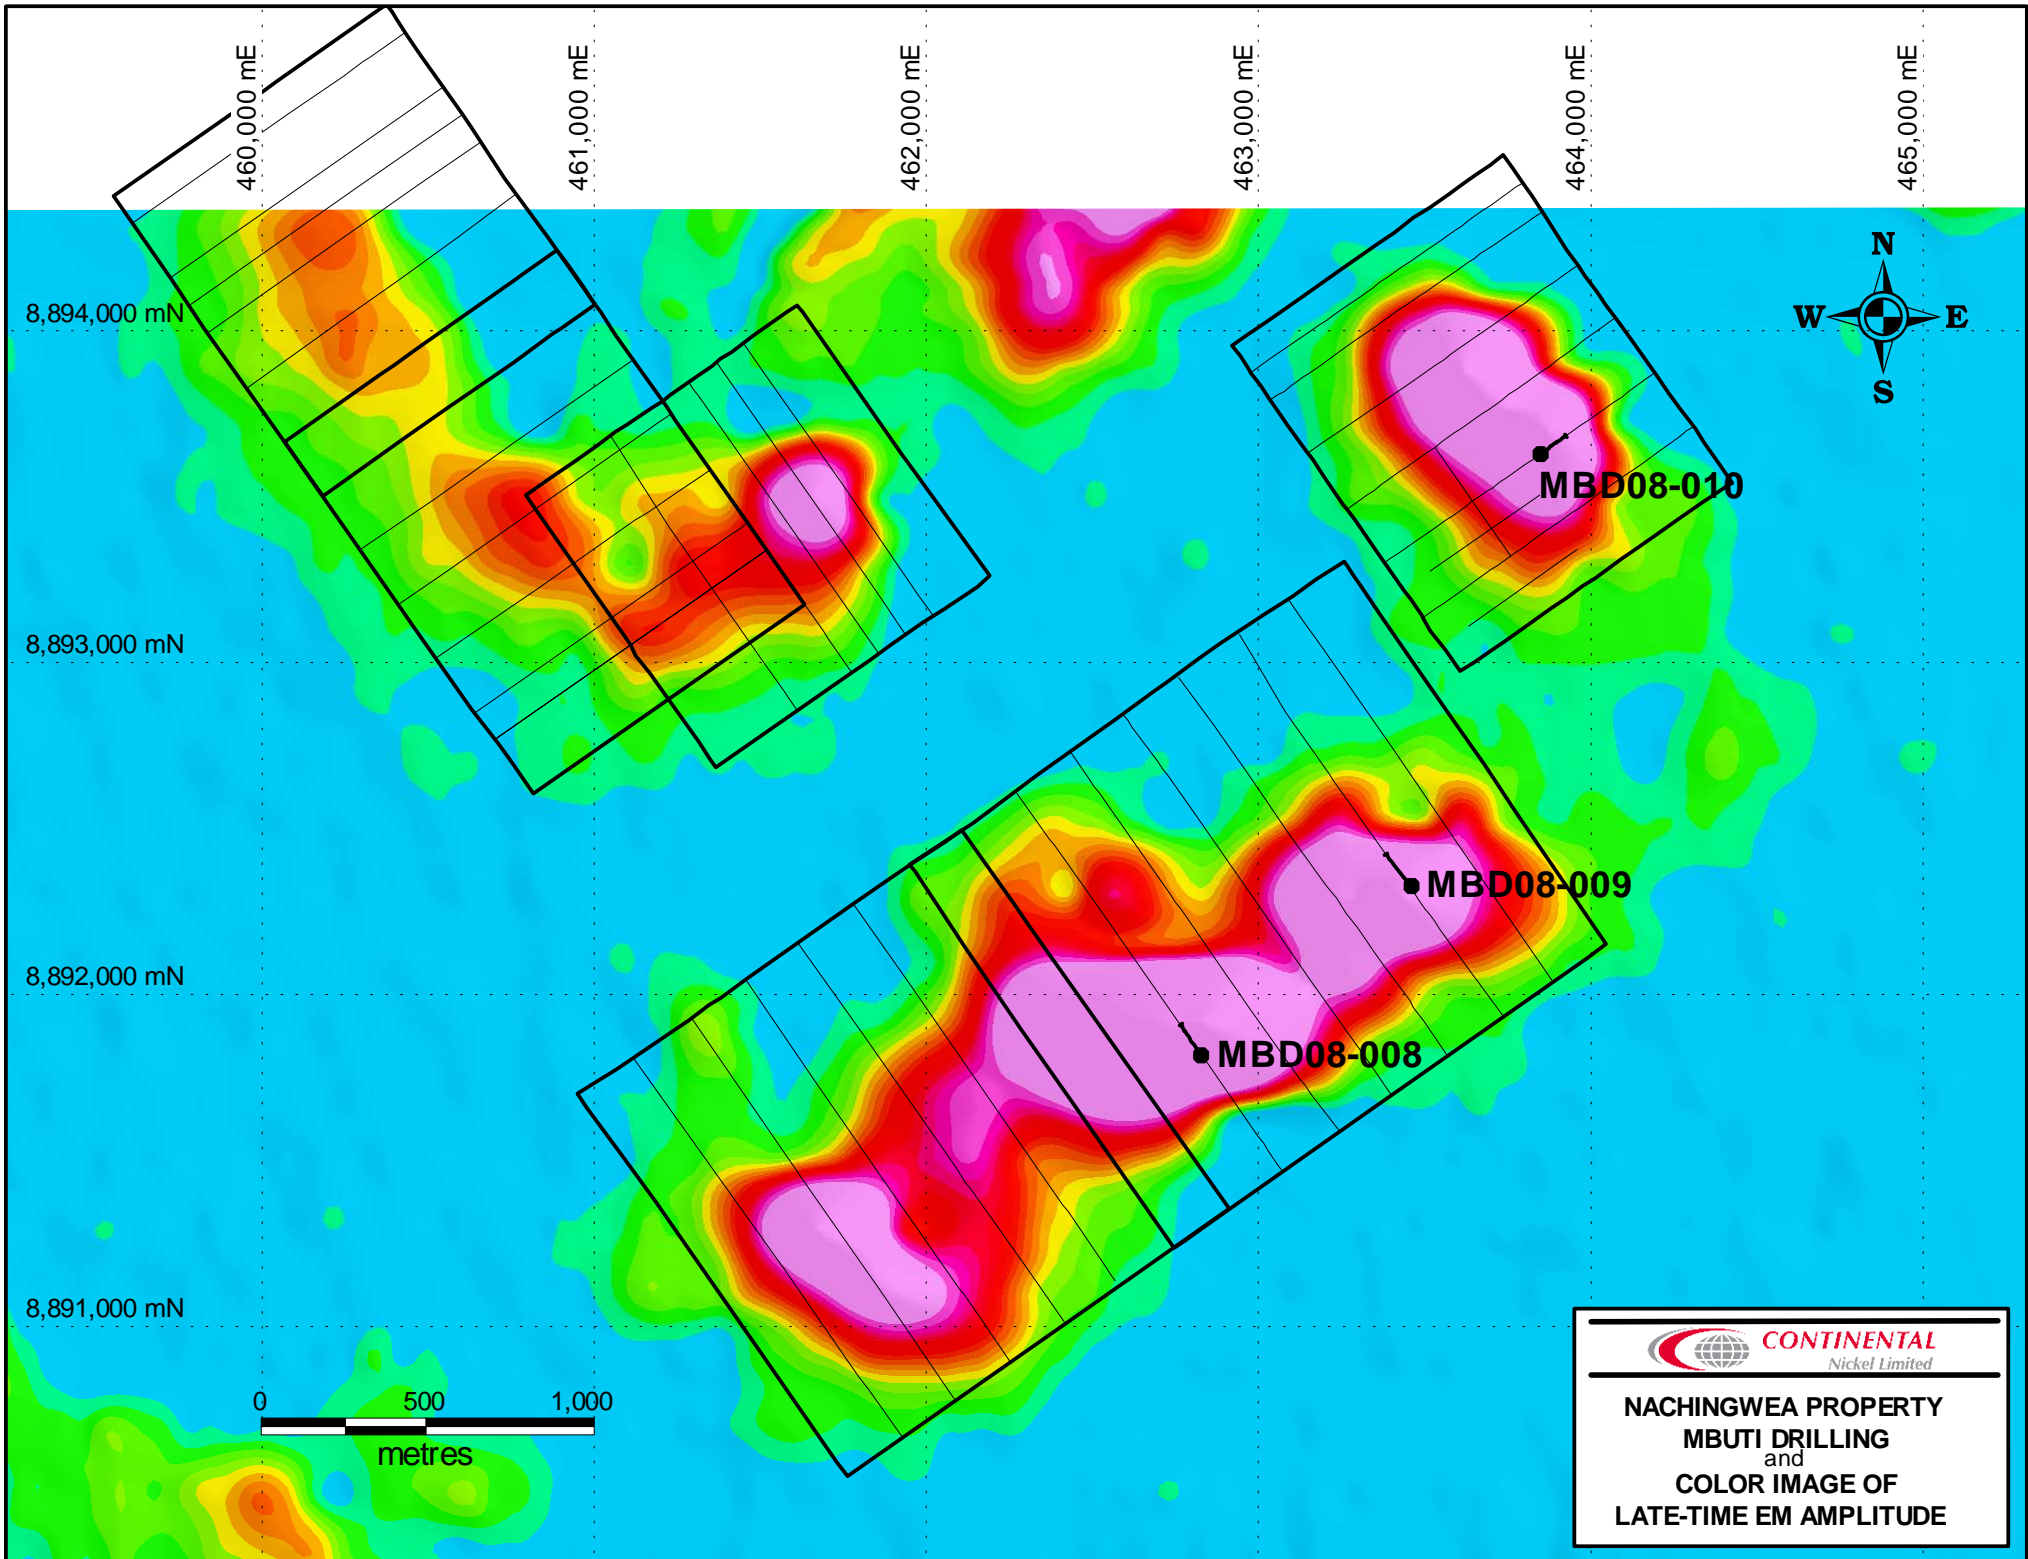 460,000 mE
461,000 mE
462,000 mE
463,000 mE
464,000 mE
465,000 mE
N
W E
S
8,894,000 mN
MBD08-010
8,893,000 mN
MBD08-009
8,892,000 mN
MBD08-008
8,891,000 mN
0 500 1,000
metres
CONTINENTAL
Nickel Limited
NACHINGWEA PROPERTY
MBUTI DRILLING
and
COLOR IMAGE OF
LATE-TIME EM AMPLITUDE